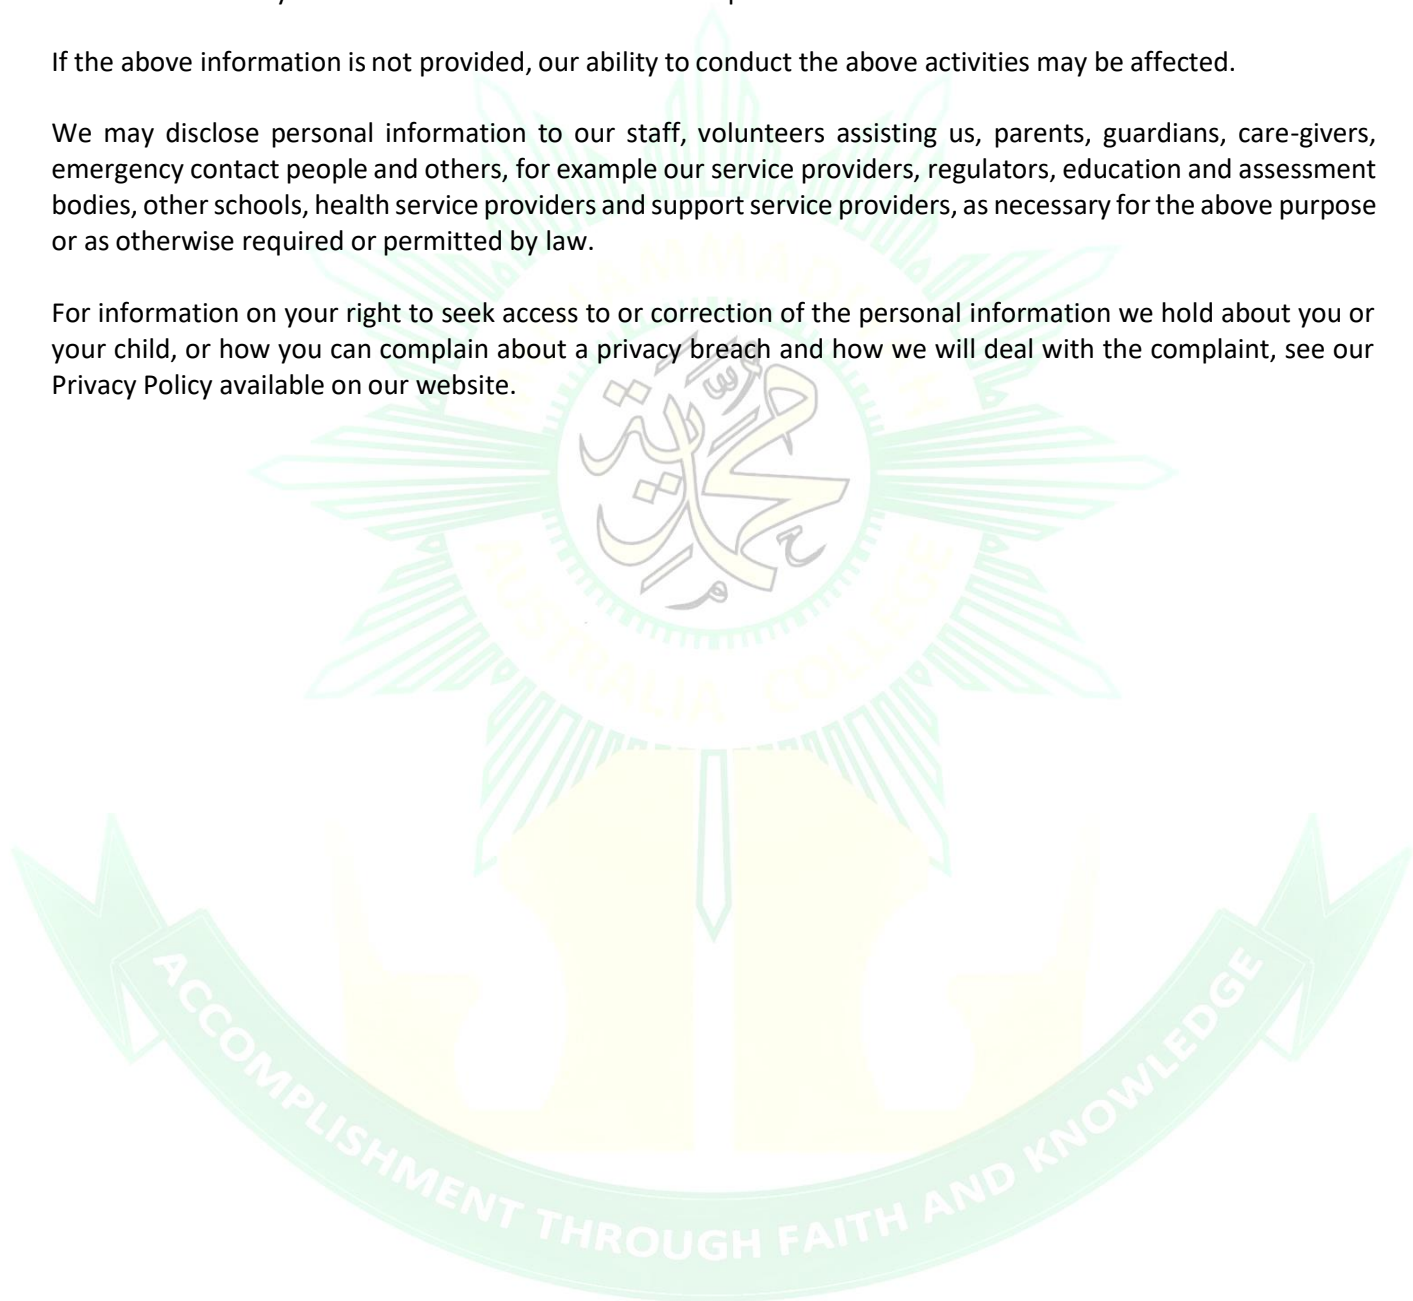 If the above information is not provided, our ability to conduct the above activities may be affected.
We may disclose personal information to our staff, volunteers assisting us, parents, guardians, care-givers,
emergency contact people and others, for example our service providers, regulators, education and assessment
bodies, other schools, health service providers and support service providers, as necessary for the above purpose
or as otherwise required or permitted by law.
For information on your right to seek access to or correction of the personal information we hold about you or
your child, or how you can complain about a privacy breach and how we will deal with the complaint, see our
Privacy Policy available on our website.
محمدية
AUSTRALIA COLLEGE
ACCOMPLISHMENT THROUGH FAITH AND KNOWLEDGE